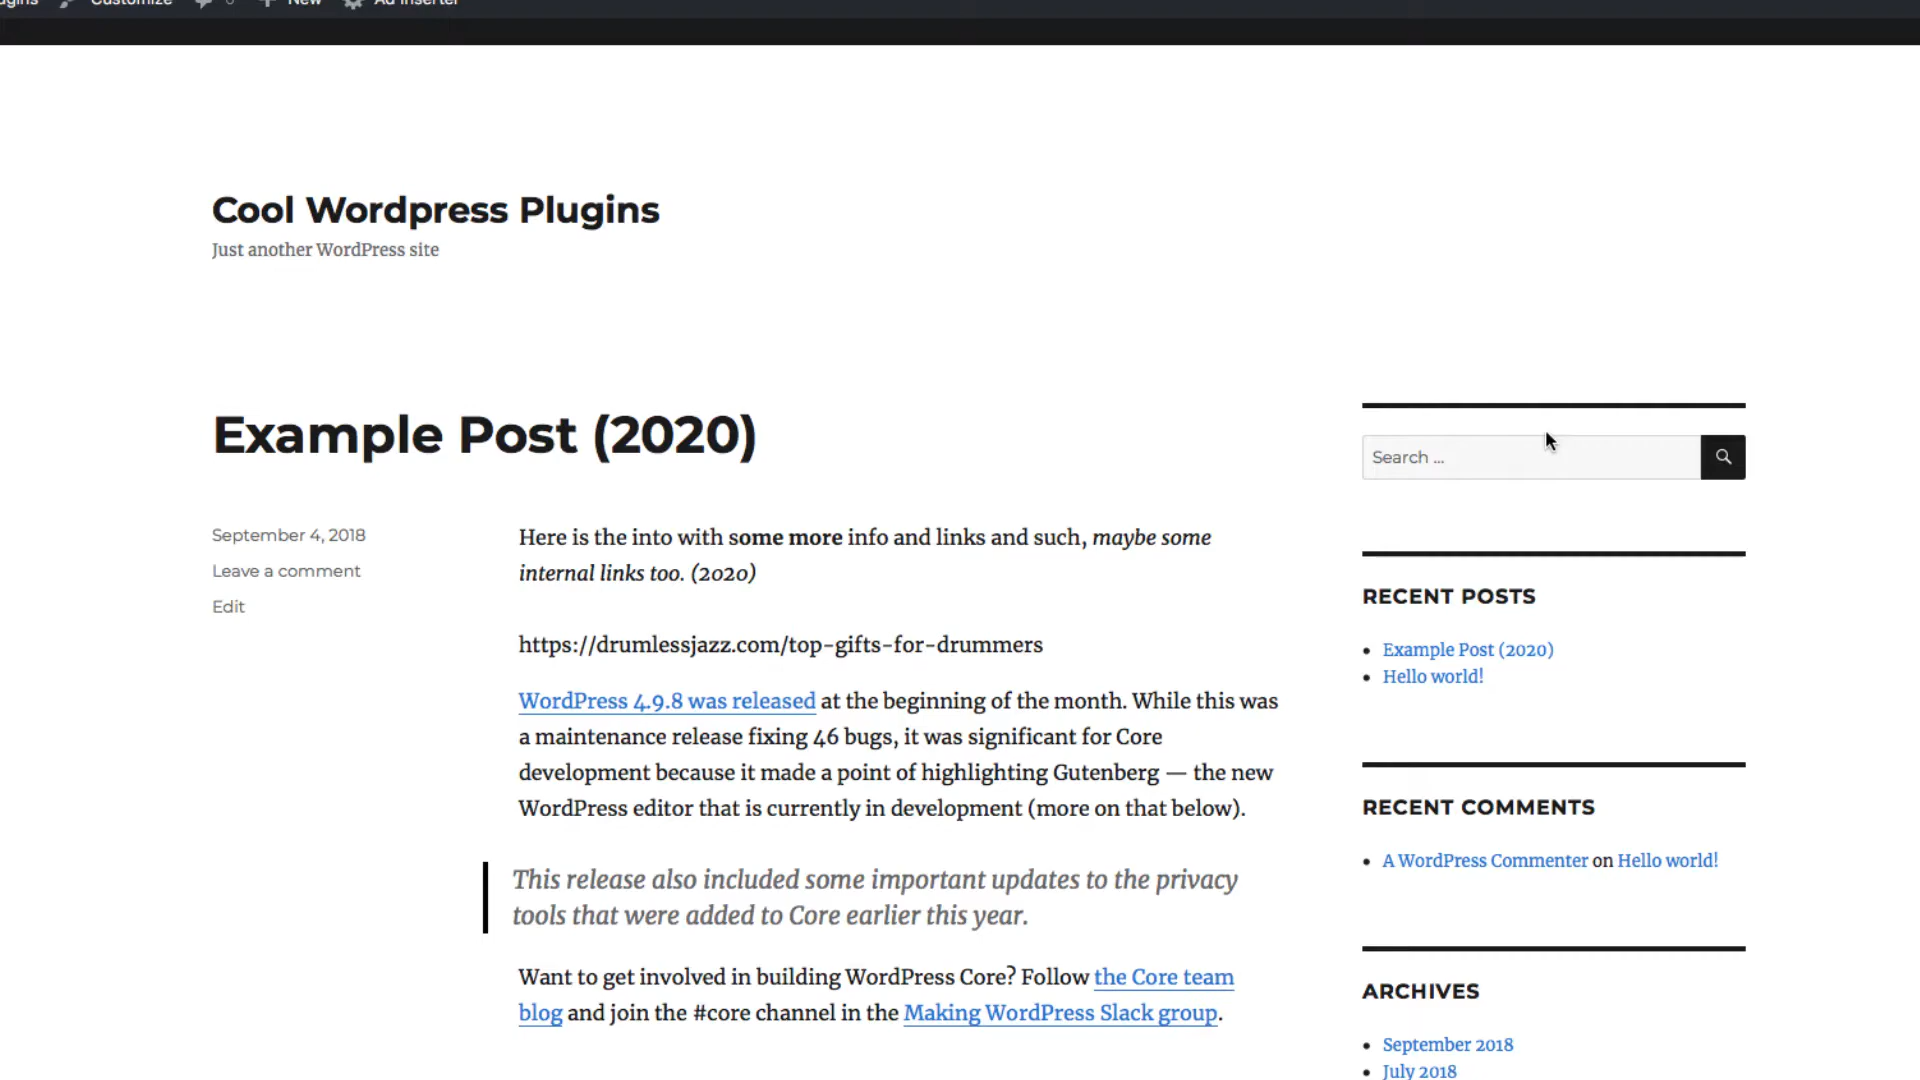 Customize 0 New Ad Inserter
Cool Wordpress Plugins
Just another WordPress site
Example Post (2020)
September 4, 2018
Leave a comment
Edit
Here is the into with some more info and links and such, maybe some
internal links too. (2020)
https://drumlessjazz.com/top-gifts-for-drummers
WordPress 4.9.8 was released at the beginning of the month. While this was
a maintenance release fixing 46 bugs, it was significant for Core
development because it made a point of highlighting Gutenberg — the new
WordPress editor that is currently in development (more on that below).
This release also included some important updates to the privacy
tools that were added to Core earlier this year.
Want to get involved in building WordPress Core? Follow the Core team
blog and join the #core channel in the Making WordPress Slack group.
Search ...
RECENT POSTS
Example Post (2020)
Hello world!
RECENT COMMENTS
A WordPress Commenter on Hello world!
ARCHIVES
September 2018
July 2018